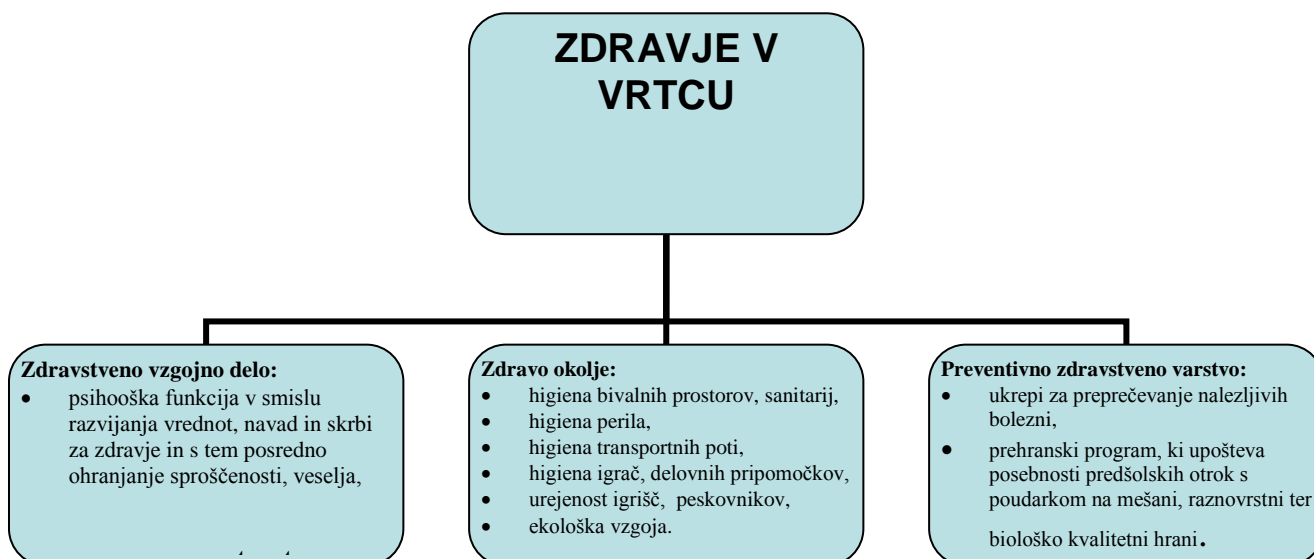 ZDRAVJE V
VRTCU
Zdravstveno vzgojno delo:
• psihooška funkcija v smislu
razvijanja vrednot, navad in skrbi
za zdravje in s tem posredno
ohranjanje sproščenosti, veselja,
Zdravo okolje:
• higiena bivalnih prostorov, sanitarij,
• higiena perila,
• higiena transportnih poti,
• higiena igrač, delovnih pripomočkov,
• urejenost igrišč, peskovnikov,
• ekološka vzgoja.
Preventivno zdravstveno varstvo:
• ukrepi za preprečevanje nalezljivih
bolezni,
• prehranski program, ki upošteva
posebnosti predšolskih otrok s
poudarkom na mešani, raznovrstni ter
biološko kvalitetni hrani.